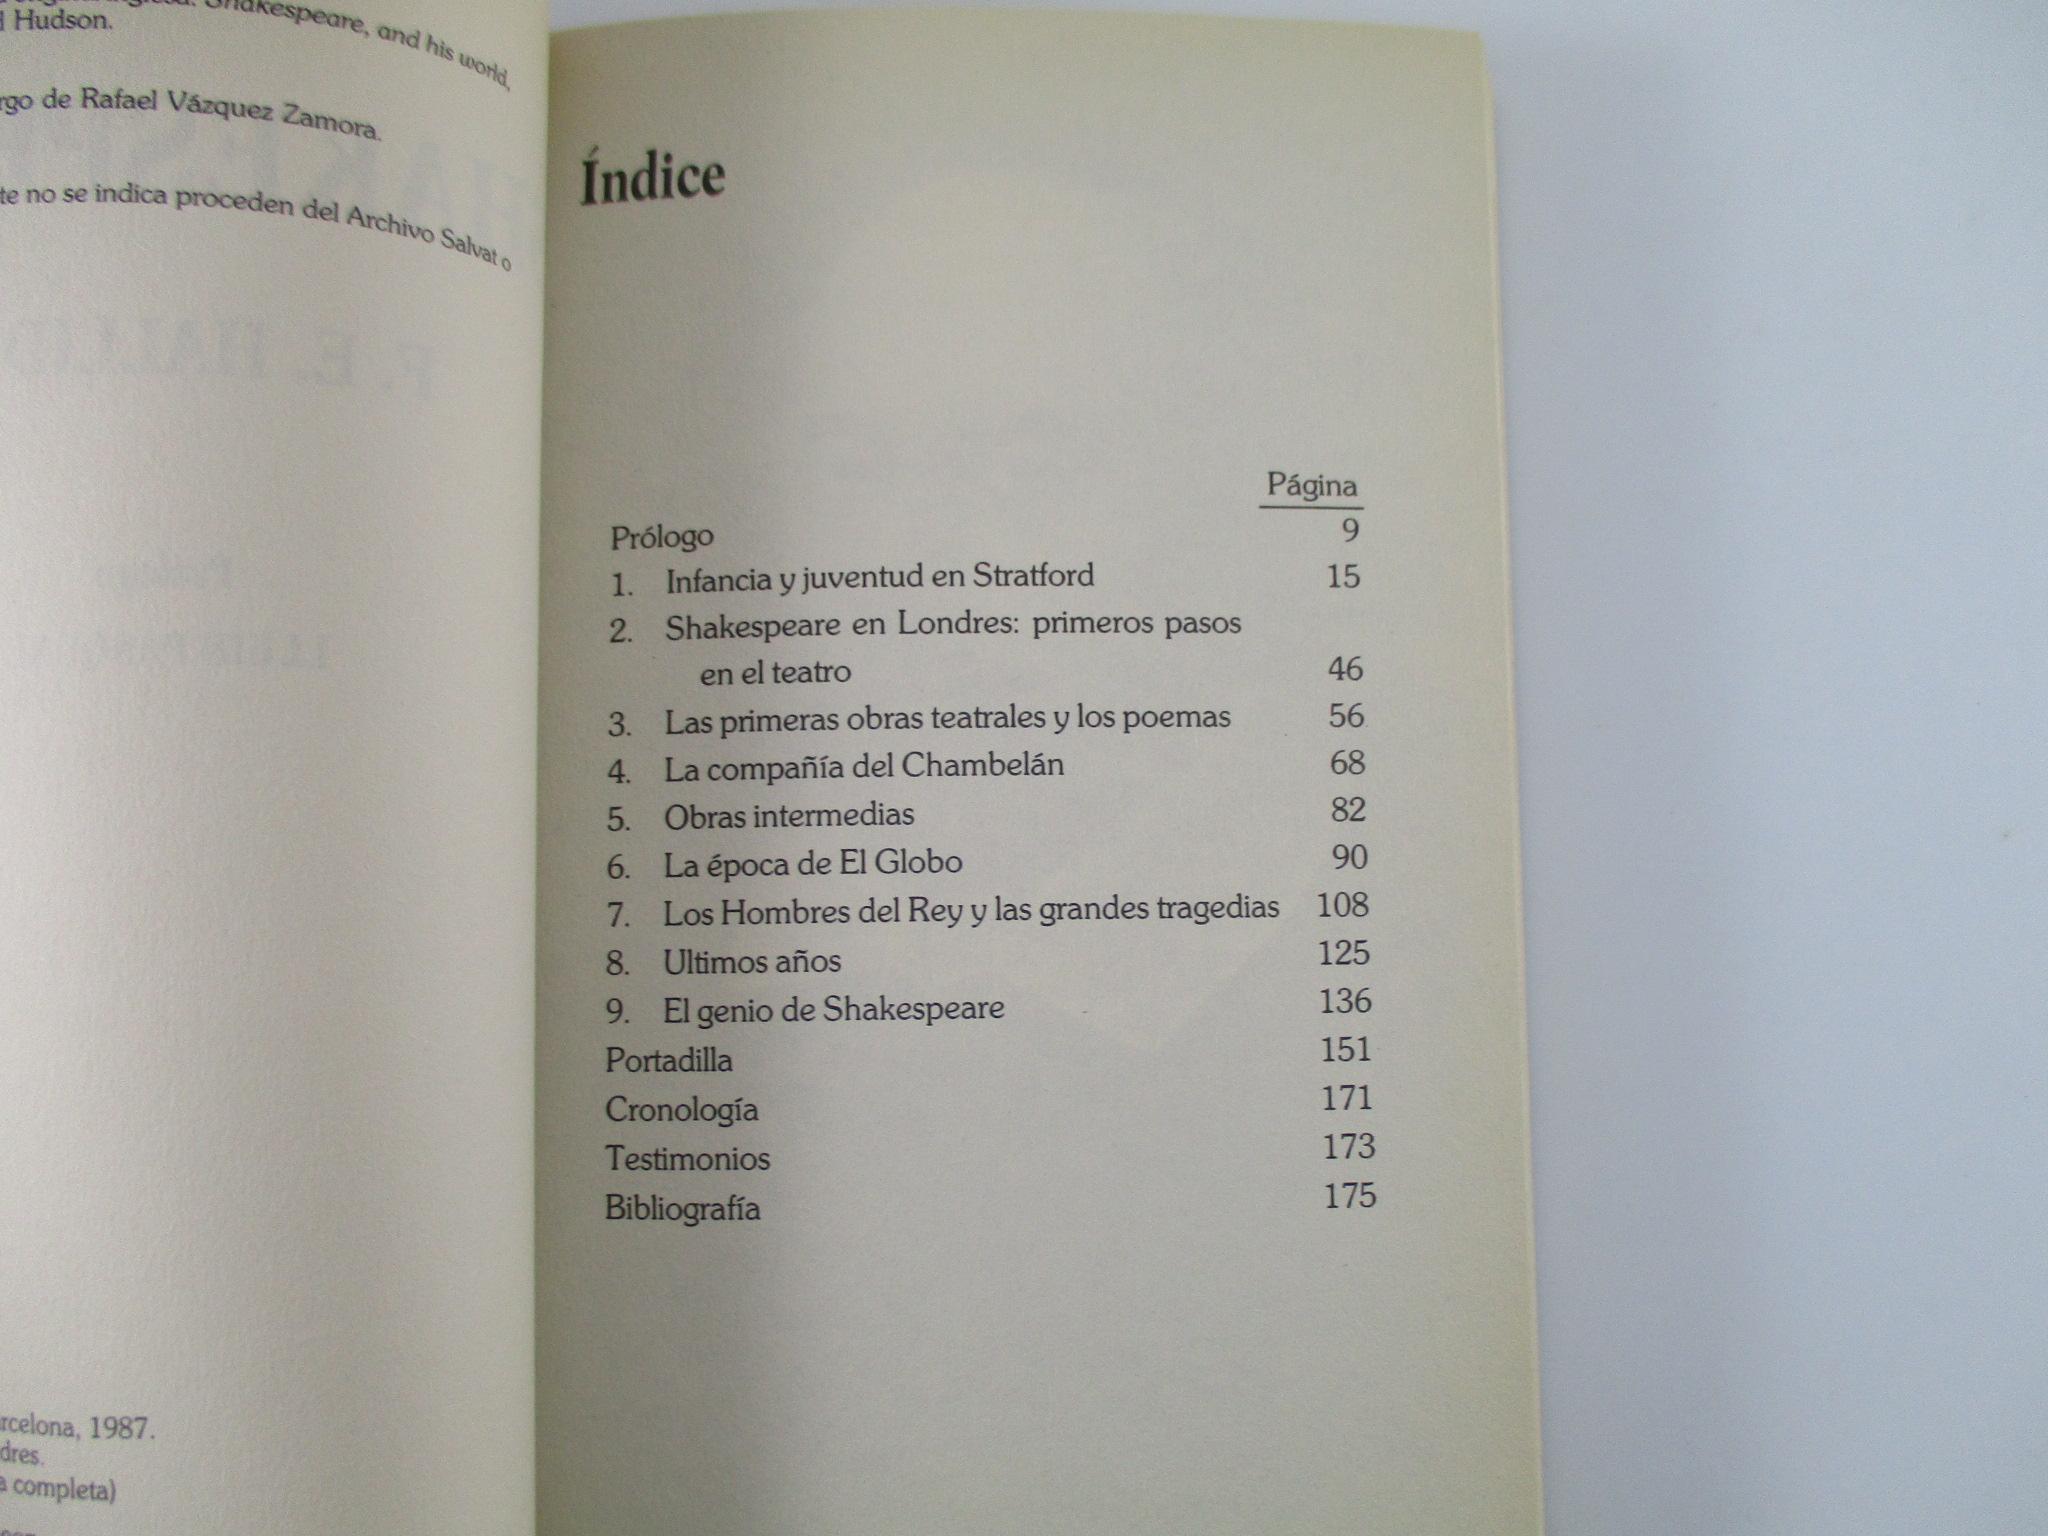 Shakespeare, and his world,
Hudson.
de Rafael Vázquez Zamora.
te no se indica proceden del Archivo Salvat o
1987.
dres.
completa)
Índice
Página
Prólogo 9
1. Infancia y juventud en Stratford 15
2. Shakespeare en Londres: primeros pasos
en el teatro 46
3. Las primeras obras teatrales y los poemas 56
4. La compañía del Chambelán 68
5. Obras intermedias 82
6. La época de El Globo 90
7. Los Hombres del Rey y las grandes tragedias 108
8. Ultimos años 125
9. El genio de Shakespeare 136
Portadilla 151
Cronología 171
Testimonios 173
Bibliografía 175